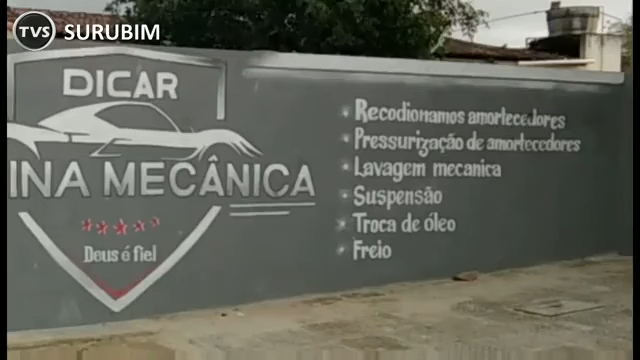 TVS SURUBIM
DICAR
INA MECÂNICA
Deus é fiel
Recodionamos amortecedores
Pressurização de amortecedores
Lavagem mecanica
Suspensão
Troca de óleo
Freio